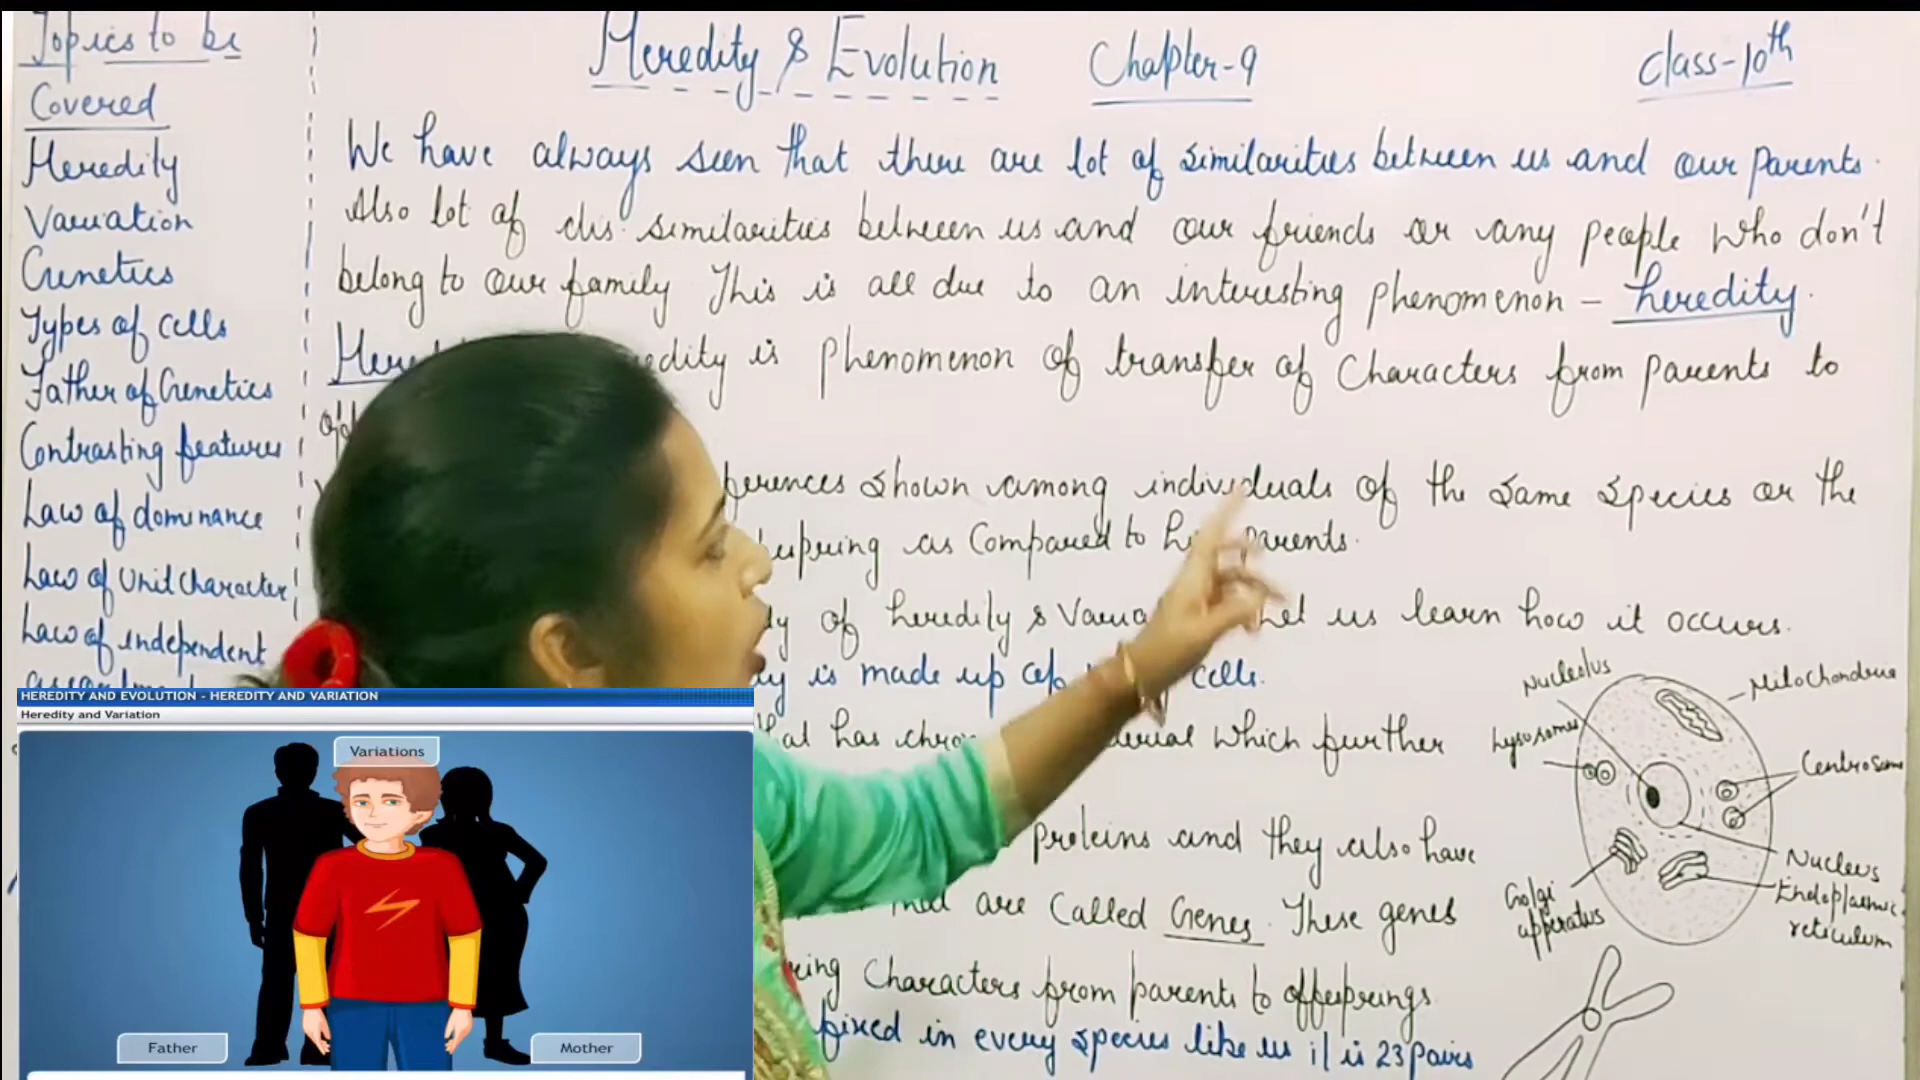 Topics to be
Covered
Heredity
Variation
Genetics
Types of cells
Father of Genetics
Contrasting features
Law of dominance
Law of Unit Character
Law of independent
Heredity & Evolution Chapter-9 Class-10th
We have always seen that there are lot of similarities between us and our parents.
Also lot of dis similarities between us and our friends or any people who don't
belong to our family This is all due to an interesting phenomenon - heredity.
is phenomenon of transfer of characters from parents to
shown among individuals of the same species or the
as Compared to parents.
of heredity & let us learn how it occurs.
is made up of cells.
has which further
proteins and they also have
are called Genes. These genes
Characters from parents to offsprings
fixed in every species like us it is 23 pairs
Nucleolus
Mitochondria
Lysosomes
Centrosome
Nucleus
Golgi
apparatus
Endoplasmic
reticulum
HEREDITY AND EVOLUTION - HEREDITY AND VARIATION
Heredity and Variation
Variations
Father
Mother